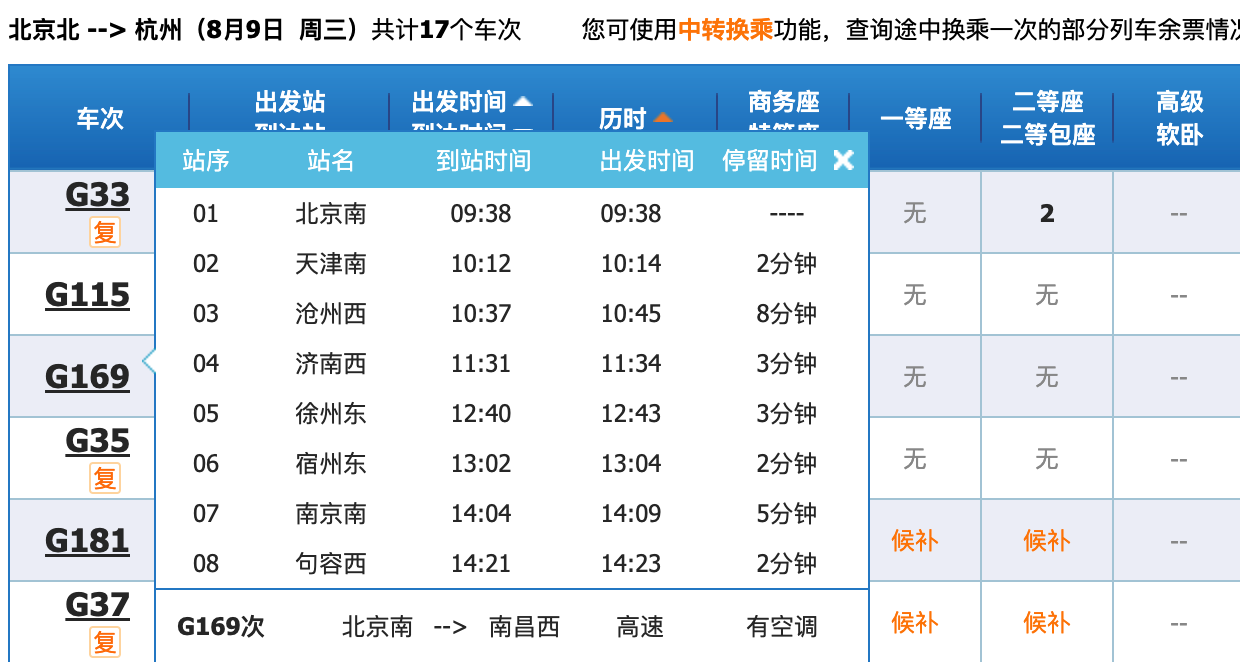 北京北 --> 杭州（8月9日 周三）共计17个车次 您可使用中转换乘功能，查询途中换乘一次的部分列车余票情况
车次 出发站 到达站 出发时间 到达时间 历时 商务座 特等座 一等座 二等座 二等包座 高级 软卧
站序 站名 到站时间 出发时间 停留时间
01 北京南 09:38 09:38 ----
02 天津南 10:12 10:14 2分钟
03 沧州西 10:37 10:45 8分钟
04 济南西 11:31 11:34 3分钟
05 徐州东 12:40 12:43 3分钟
06 宿州东 13:02 13:04 2分钟
07 南京南 14:04 14:09 5分钟
08 句容西 14:21 14:23 2分钟
G169次 北京南 --> 南昌西 高速 有空调
G33 无 2 --
复
G115 无 无 --
G169 无 无 --
G35 无 无 --
复
G181 候补 候补 --
G37 候补 候补 --
复